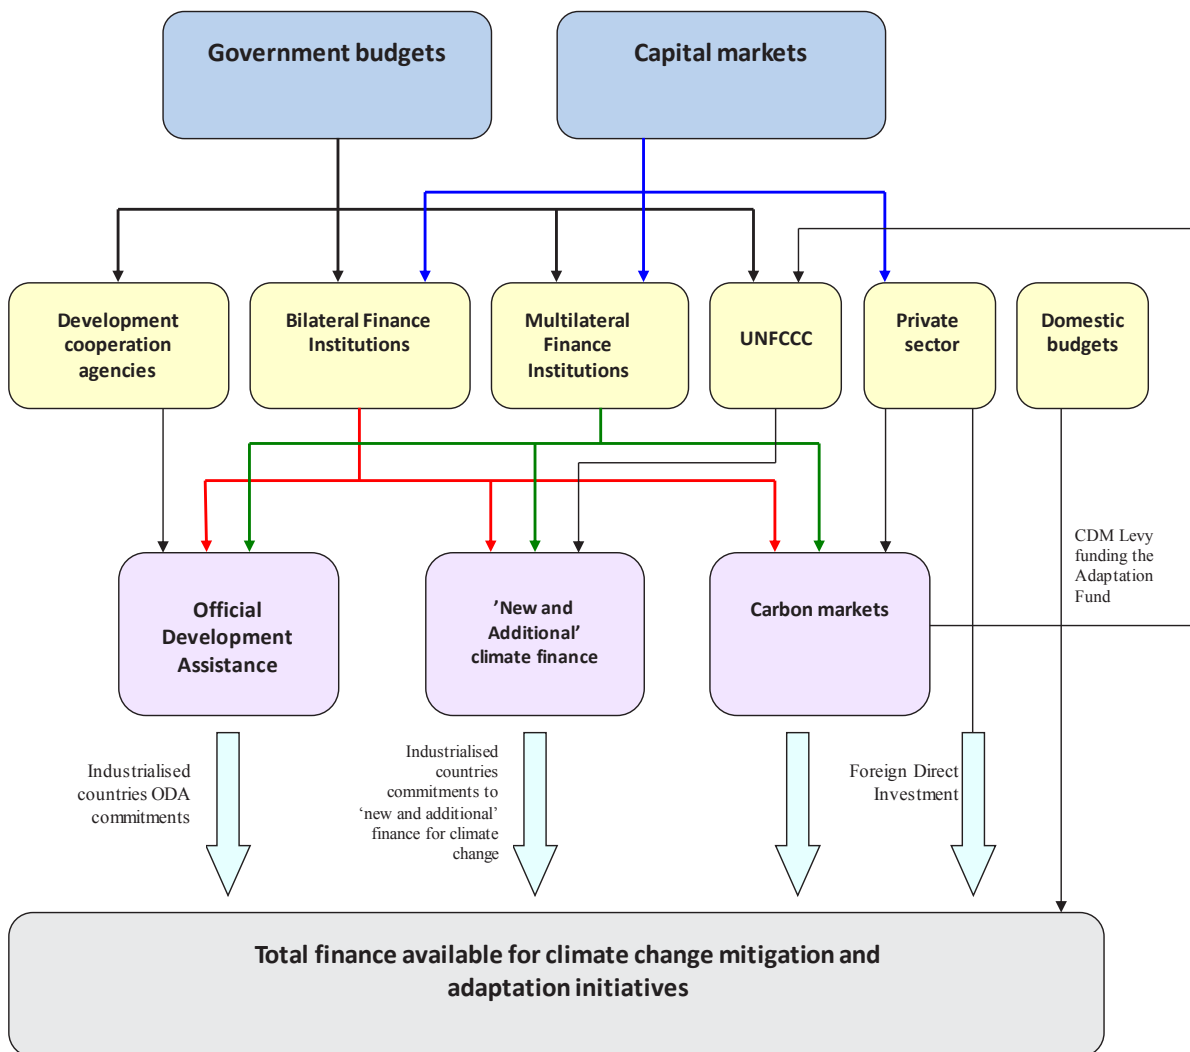 Government budgets
Capital markets
Development
cooperation
agencies
Bilateral Finance
Institutions
Multilateral
Finance
Institutions
UNFCCC
Private
sector
Domestic
budgets
CDM Levy
funding the
Adaptation
Fund
Official
Development
Assistance
’New and
Additional’
climate finance
Carbon markets
Industrialised
countries ODA
commitments
Industrialised
countries
commitments to
‘new and additional’
finance for climate
change
Foreign Direct
Investment
Total finance available for climate change mitigation and
adaptation initiatives